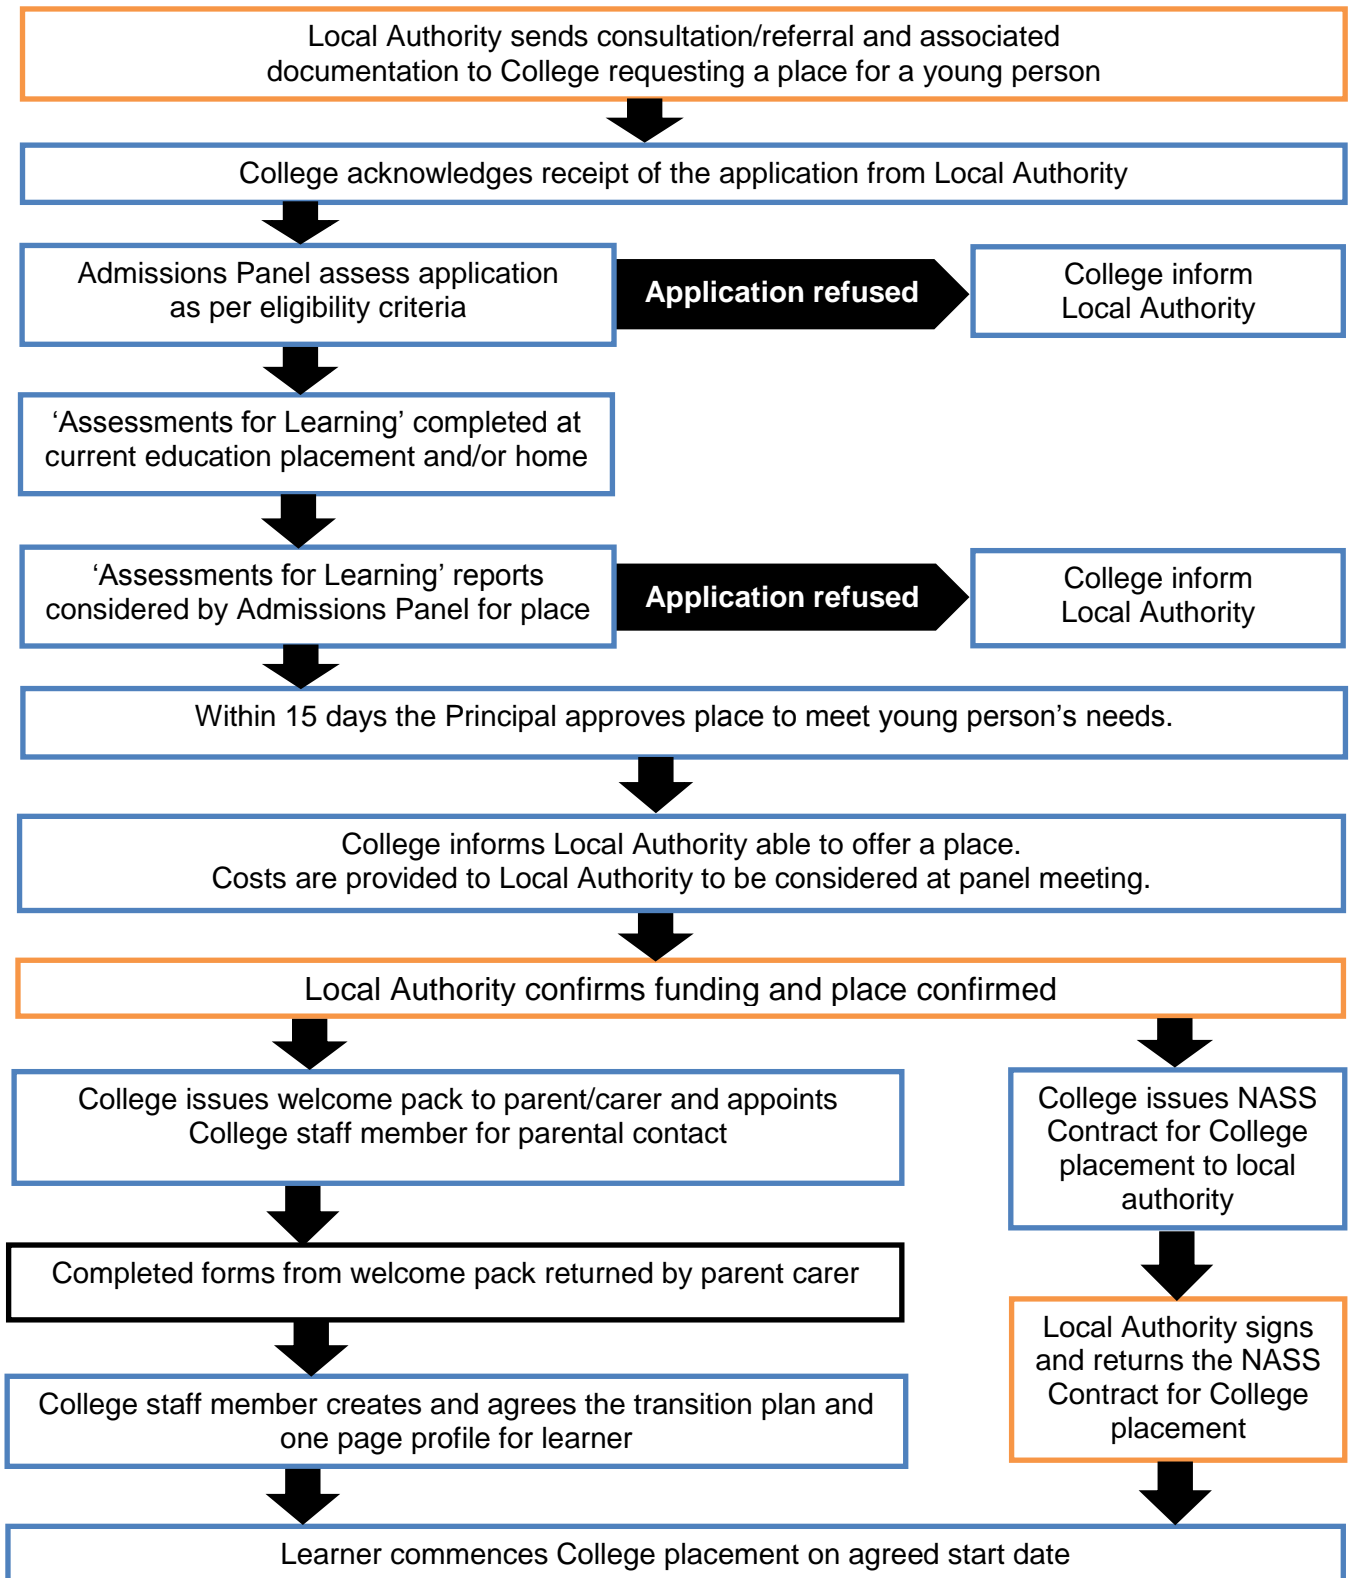 Local Authority sends consultation/referral and associated
documentation to College requesting a place for a young person
College acknowledges receipt of the application from Local Authority
Admissions Panel assess application
as per eligibility criteria
Application refused
College inform
Local Authority
‘Assessments for Learning’ completed at
current education placement and/or home
‘Assessments for Learning’ reports
considered by Admissions Panel for place
Application refused
College inform
Local Authority
Within 15 days the Principal approves place to meet young person’s needs.
College informs Local Authority able to offer a place.
Costs are provided to Local Authority to be considered at panel meeting.
Local Authority confirms funding and place confirmed
College issues welcome pack to parent/carer and appoints
College staff member for parental contact
Completed forms from welcome pack returned by parent carer
College staff member creates and agrees the transition plan and
one page profile for learner
College issues NASS
Contract for College
placement to local
authority
Local Authority signs
and returns the NASS
Contract for College
placement
Learner commences College placement on agreed start date